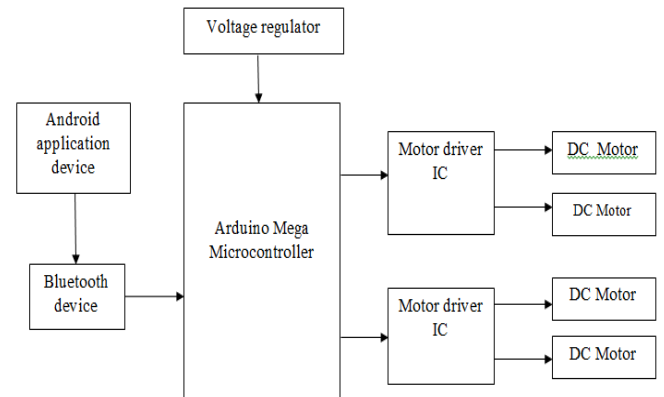 Voltage regulator
Android
application
device
Bluetooth
device
Arduino Mega
Microcontroller
Motor driver
IC
DC Motor
DC Motor
Motor driver
IC
DC Motor
DC Motor